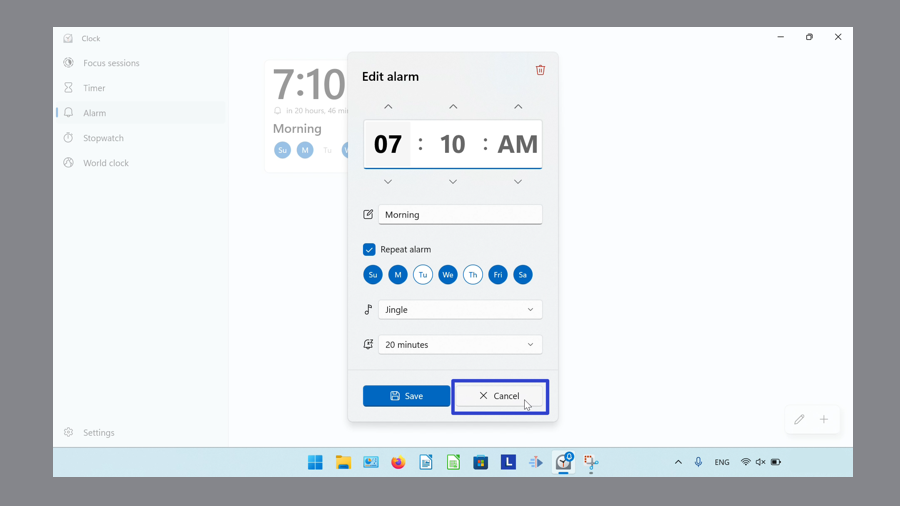 Clock
Focus sessions
Timer
Alarm
Stopwatch
World clock
Settings
7:10
in 20 hours, 46 mi
Morning
Su M Tu
Edit alarm
07 : 10 : AM
Morning
Repeat alarm
Su M Tu We Th Fri Sa
Jingle
20 minutes
Save Cancel
L
0
ENG